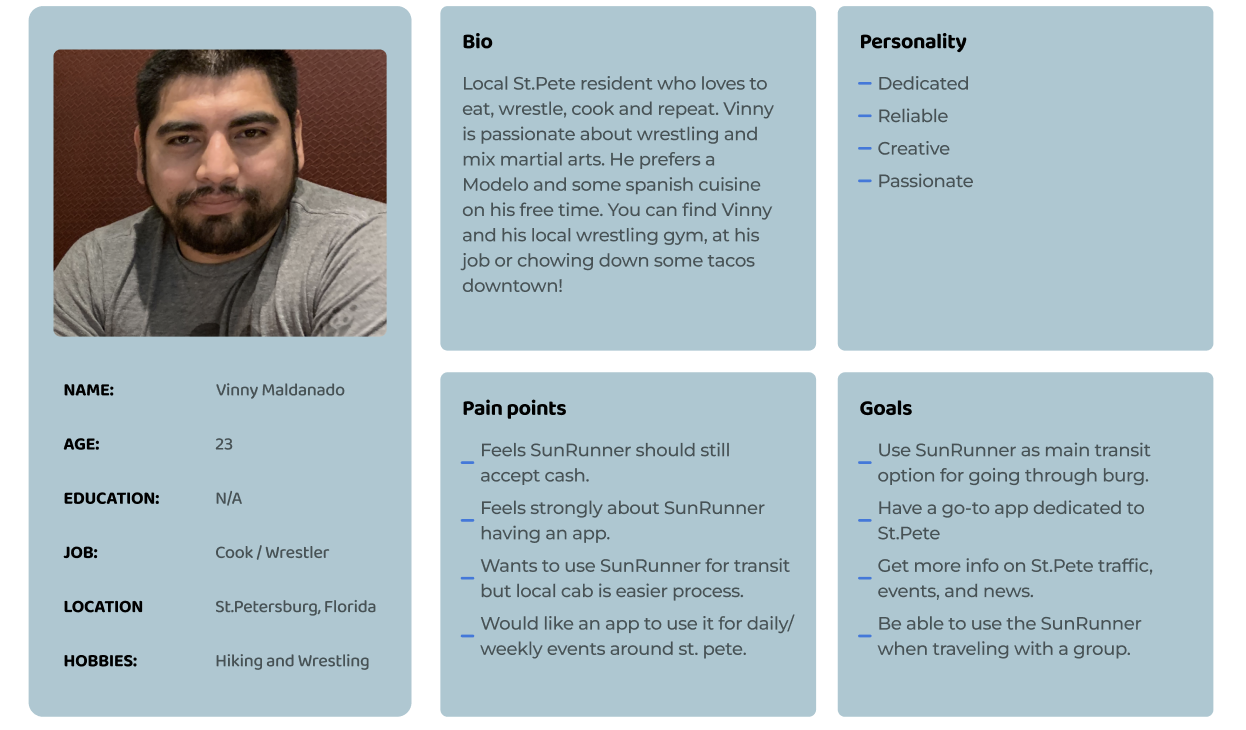 NAME: Vinny Maldanado
AGE: 23
EDUCATION: N/A
JOB: Cook / Wrestler
LOCATION St.Petersburg, Florida
HOBBIES: Hiking and Wrestling
Bio
Local St.Pete resident who loves to
eat, wrestle, cook and repeat. Vinny
is passionate about wrestling and
mix martial arts. He prefers a
Modelo and some spanish cuisine
on his free time. You can find Vinny
and his local wrestling gym, at his
job or chowing down some tacos
downtown!
Personality
Dedicated
Reliable
Creative
Passionate
Pain points
Feels SunRunner should still
accept cash.
Feels strongly about SunRunner
having an app.
Wants to use SunRunner for transit
but local cab is easier process.
Would like an app to use it for daily/
weekly events around st. pete.
Goals
Use SunRunner as main transit
option for going through burg.
Have a go-to app dedicated to
St.Pete
Get more info on St.Pete traffic,
events, and news.
Be able to use the SunRunner
when traveling with a group.